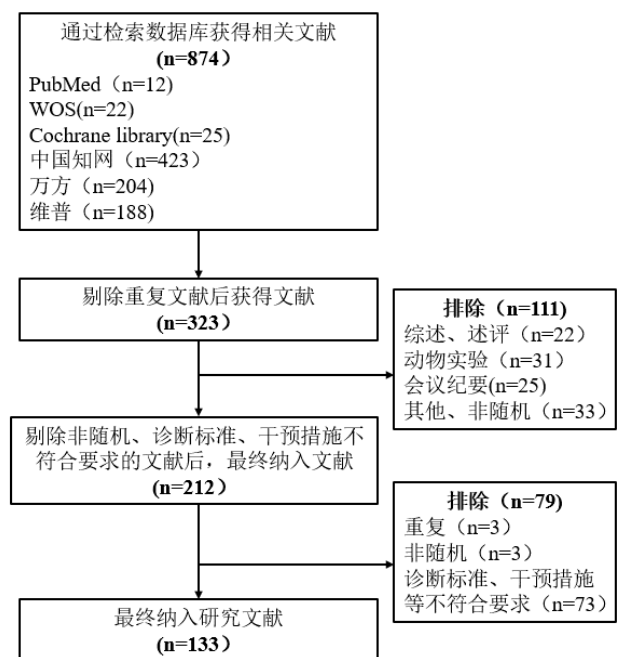 通过检索数据库获得相关文献
(n=874）
PubMed（n=12)
WOS(n=22)
Cochrane library(n=25)
中国知网（n=423）
万方（n=204)
维普（n=188)
剔除重复文献后获得文献
(n=323）
排除（n=111)
综述、述评（n=22）
动物实验（n=31）
会议纪要(n=25)
其他、非随机（n=33）
剔除非随机、诊断标准、干预措施不
符合要求的文献后，最终纳入文献
(n=212）
排除（n=79)
重复（n=3）
非随机（n=3）
诊断标准、干预措施
等不符合要求（n=73）
最终纳入研究文献
(n=133）